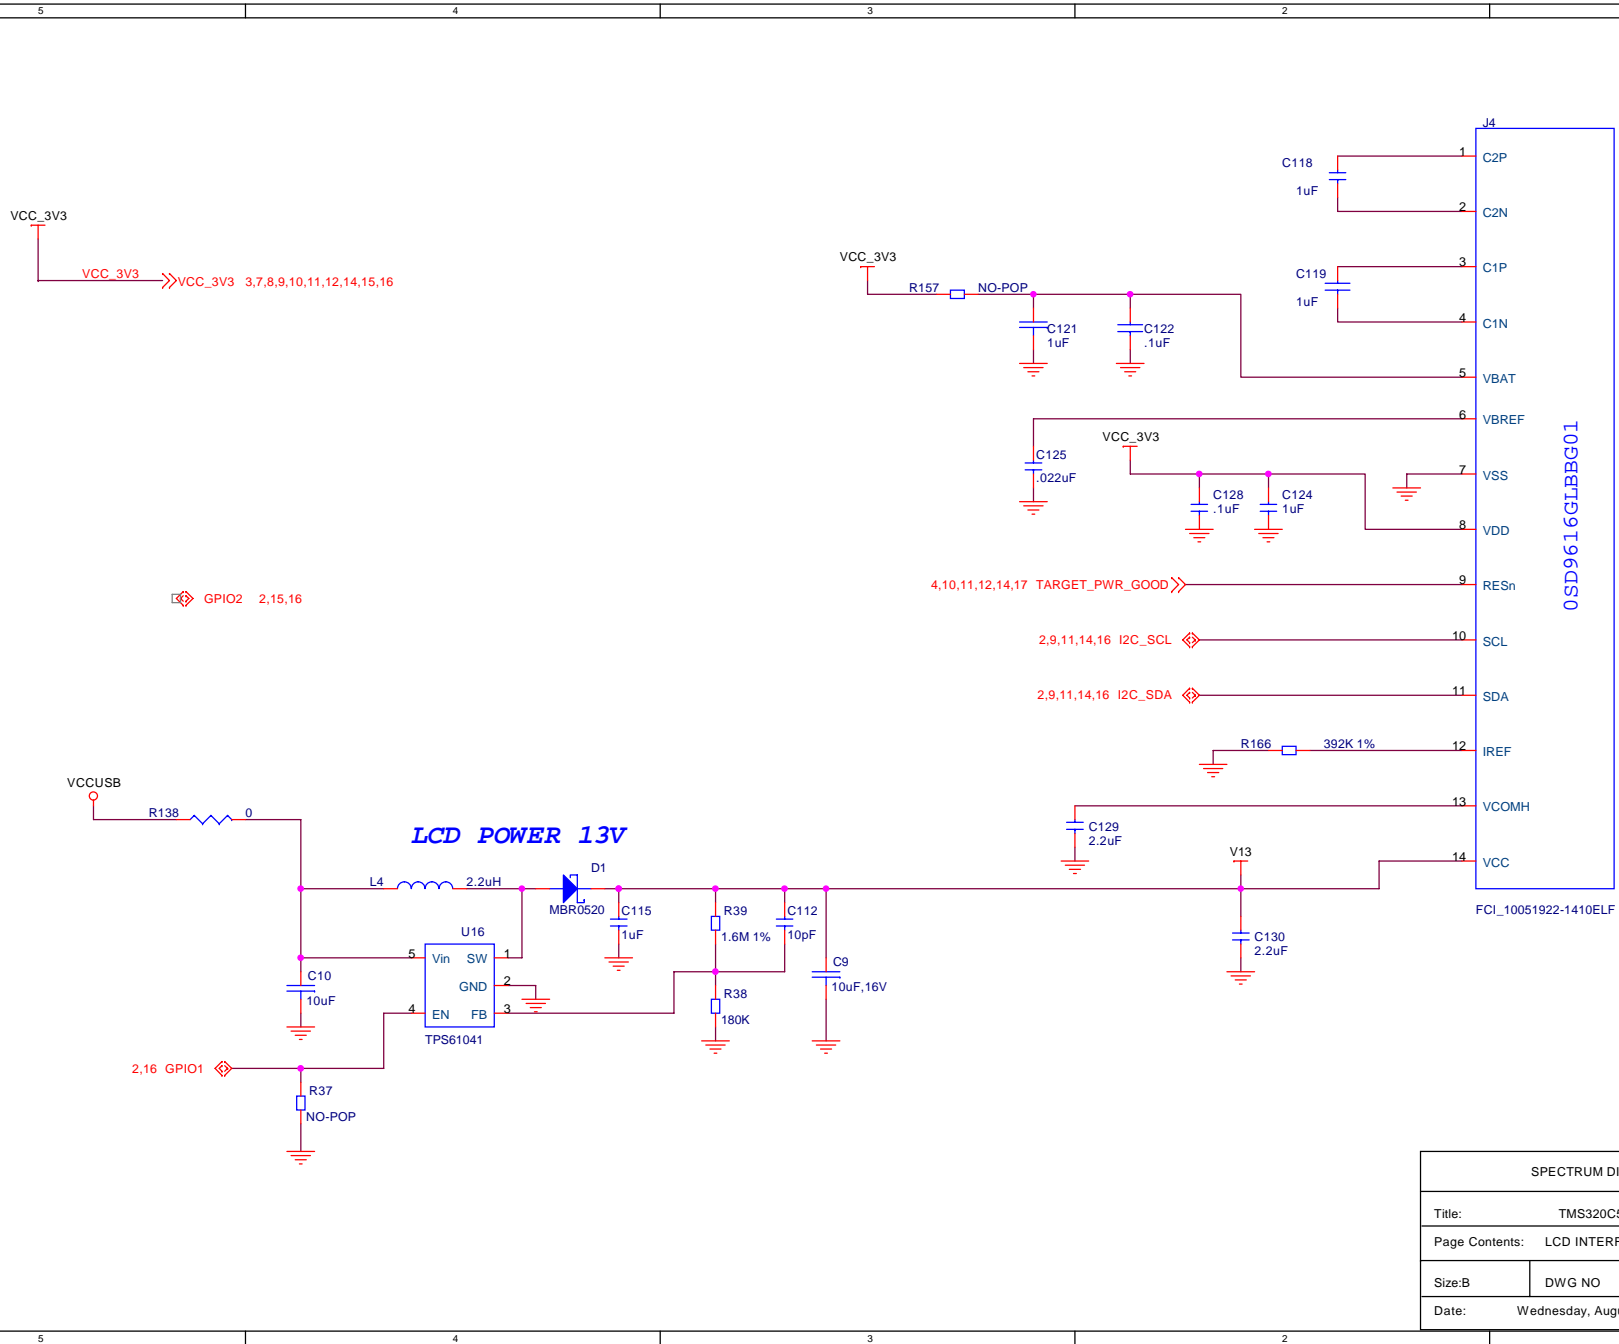 5 4 3 2
J4
1 C2P
C118
1uF
2 C2N
VCC_3V3
VCC_3V3
VCC_3V3 3,7,8,9,10,11,12,14,15,16
VCC_3V3
R157 NO-POP
3 C1P
C119
1uF
4 C1N
C121
1uF
C122
.1uF
5 VBAT
6 VBREF
VCC_3V3
C125
.022uF
7 VSS
C128
.1uF
C124
1uF
8 VDD
0SD9616GLBBG01
4,10,11,12,14,17 TARGET_PWR_GOOD
9 RESn
GPIO2 2,15,16
2,9,11,14,16 I2C_SCL
10 SCL
2,9,11,14,16 I2C_SDA
11 SDA
R166 392K 1%
12 IREF
VCCUSB
R138 0
13 VCOMH
C129
2.2uF
LCD POWER 13V
V13
14 VCC
FCI_10051922-1410ELF
L4 2.2uH
D1
MBR0520
C115
1uF
R39
1.6M 1%
C112
10pF
C130
2.2uF
U16
5 Vin SW 1
GND 2
4 EN FB 3
TPS61041
C10
10uF
C9
10uF,16V
R38
180K
2,16 GPIO1
R37
NO-POP
SPECTRUM DI
Title: TMS320C5
Page Contents: LCD INTERF
Size:B DWG NO
Date: Wednesday, Augu
5 4 3 2